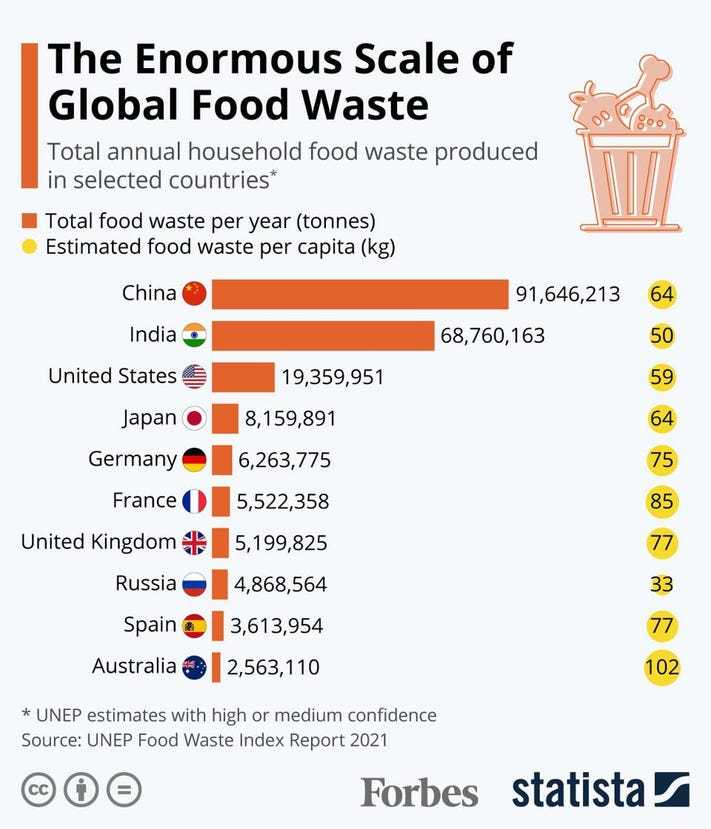 The Enormous Scale of
Global Food Waste
Total annual household food waste produced
in selected countries*
Total food waste per year (tonnes)
Estimated food waste per capita (kg)
China 91,646,213 64
India 68,760,163 50
United States 19,359,951 59
Japan 8,159,891 64
Germany 6,263,775 75
France 5,522,358 85
United Kingdom 5,199,825 77
Russia 4,868,564 33
Spain 3,613,954 77
Australia 2,563,110 102
* UNEP estimates with high or medium confidence
Source: UNEP Food Waste Index Report 2021
cc Forbes statista